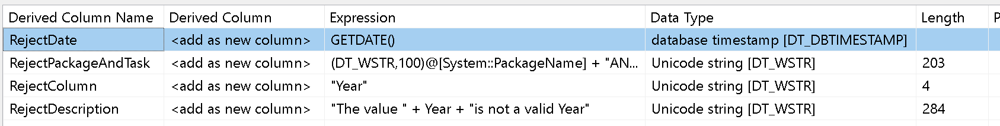 Derived Column Name Derived Column Expression Data Type Length P
RejectDate <add as new column> GETDATE() database timestamp [DT_DBTIMESTAMP]
RejectPackageAndTask <add as new column> (DT_WSTR,100)@[System::PackageName] + "AN... Unicode string [DT_WSTR] 203
RejectColumn <add as new column> "Year" Unicode string [DT_WSTR] 4
RejectDescription <add as new column> "The value " + Year + "is not a valid Year" Unicode string [DT_WSTR] 284